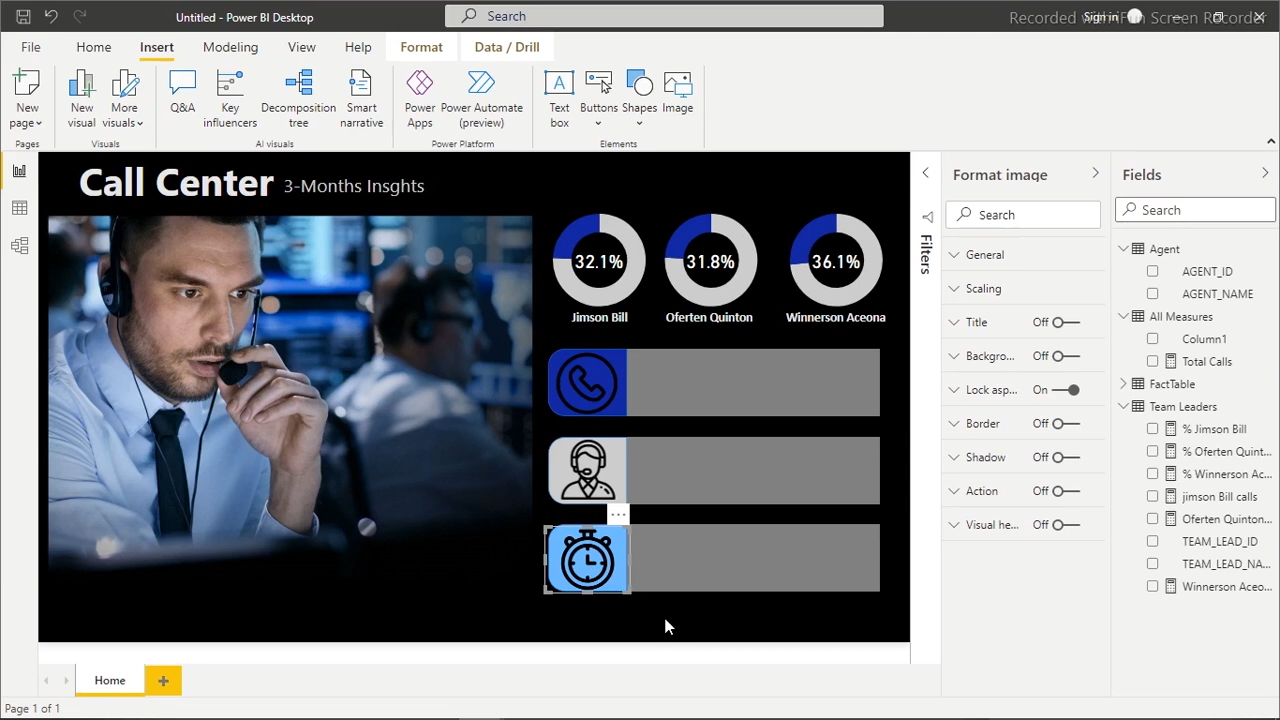 Untitled - Power BI Desktop
Search
Sign in
Recorded with iFun Screen Recorder
File
Home
Insert
Modeling
View
Help
Format
Data / Drill
New page
New visual
More visuals
Q&A
Key influencers
Decomposition tree
Smart narrative
Power Apps
Power Automate (preview)
Text box
Buttons
Shapes
Image
Pages
Visuals
AI visuals
Power Platform
Elements
Call Center 3-Months Insghts
32.1%
31.8%
36.1%
Jimson Bill
Oferten Quinton
Winnerson Aceona
...
Filters
Format image
Search
General
Scaling
Title Off
Backgro... Off
Lock asp... On
Border Off
Shadow Off
Action Off
Visual he... Off
Fields
Search
Agent
AGENT_ID
AGENT_NAME
All Measures
Column1
Total Calls
FactTable
Team Leaders
% Jimson Bill
% Oferten Quint...
% Winnerson Ac...
jimson Bill calls
Oferten Quinton...
TEAM_LEAD_ID
TEAM_LEAD_NA...
Winnerson Aceo...
Home
Page 1 of 1